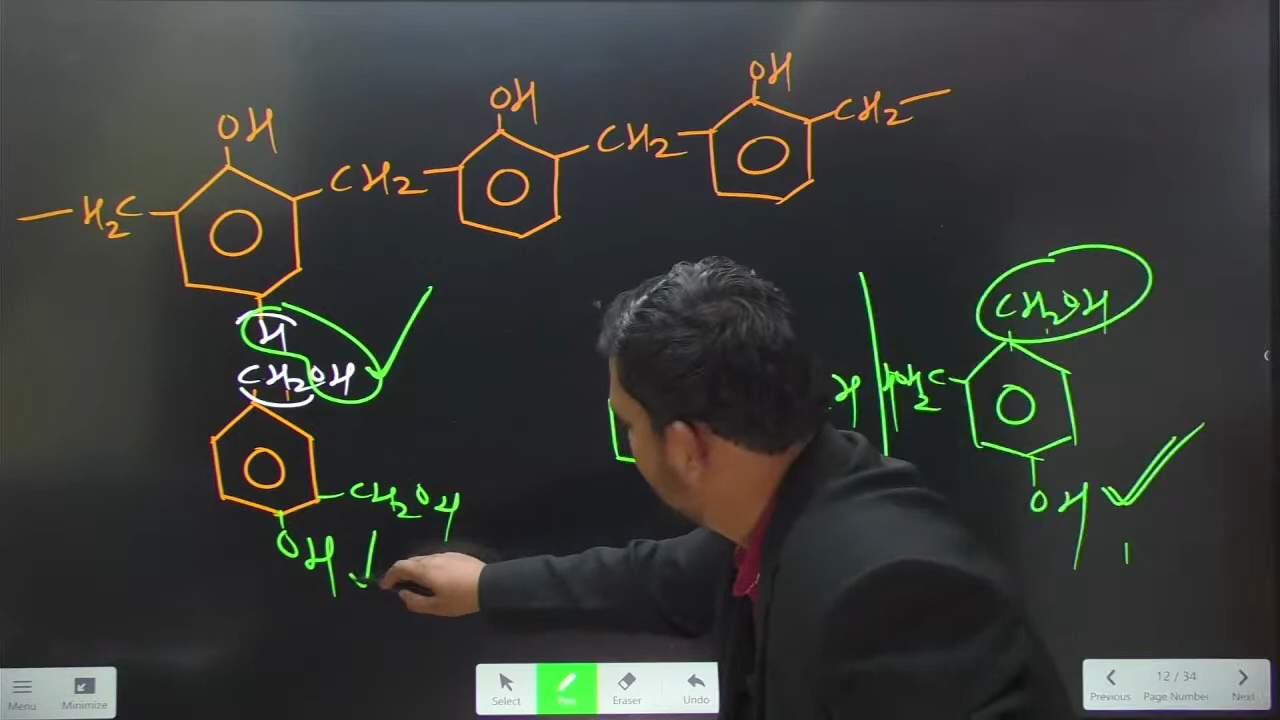 OH
CH2
H2C
OH
CH2
OH
CH2
H
CH2OH
CH2OH
OH
CH2OH
OH
Menu
Minimize
Select
Pen
Eraser
Undo
12 / 34
Previous
Page Number
Next